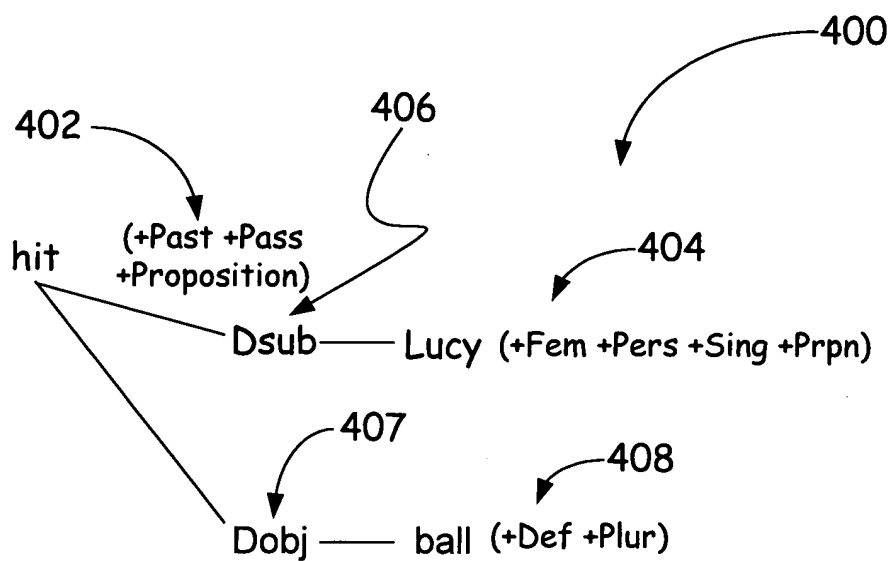 400
406
402
(+Past +Pass
+Proposition)
hit
404
Dsub Lucy (+Fem +Pers +Sing +Prpn)
407
408
Dobj ball (+Def +Plur)